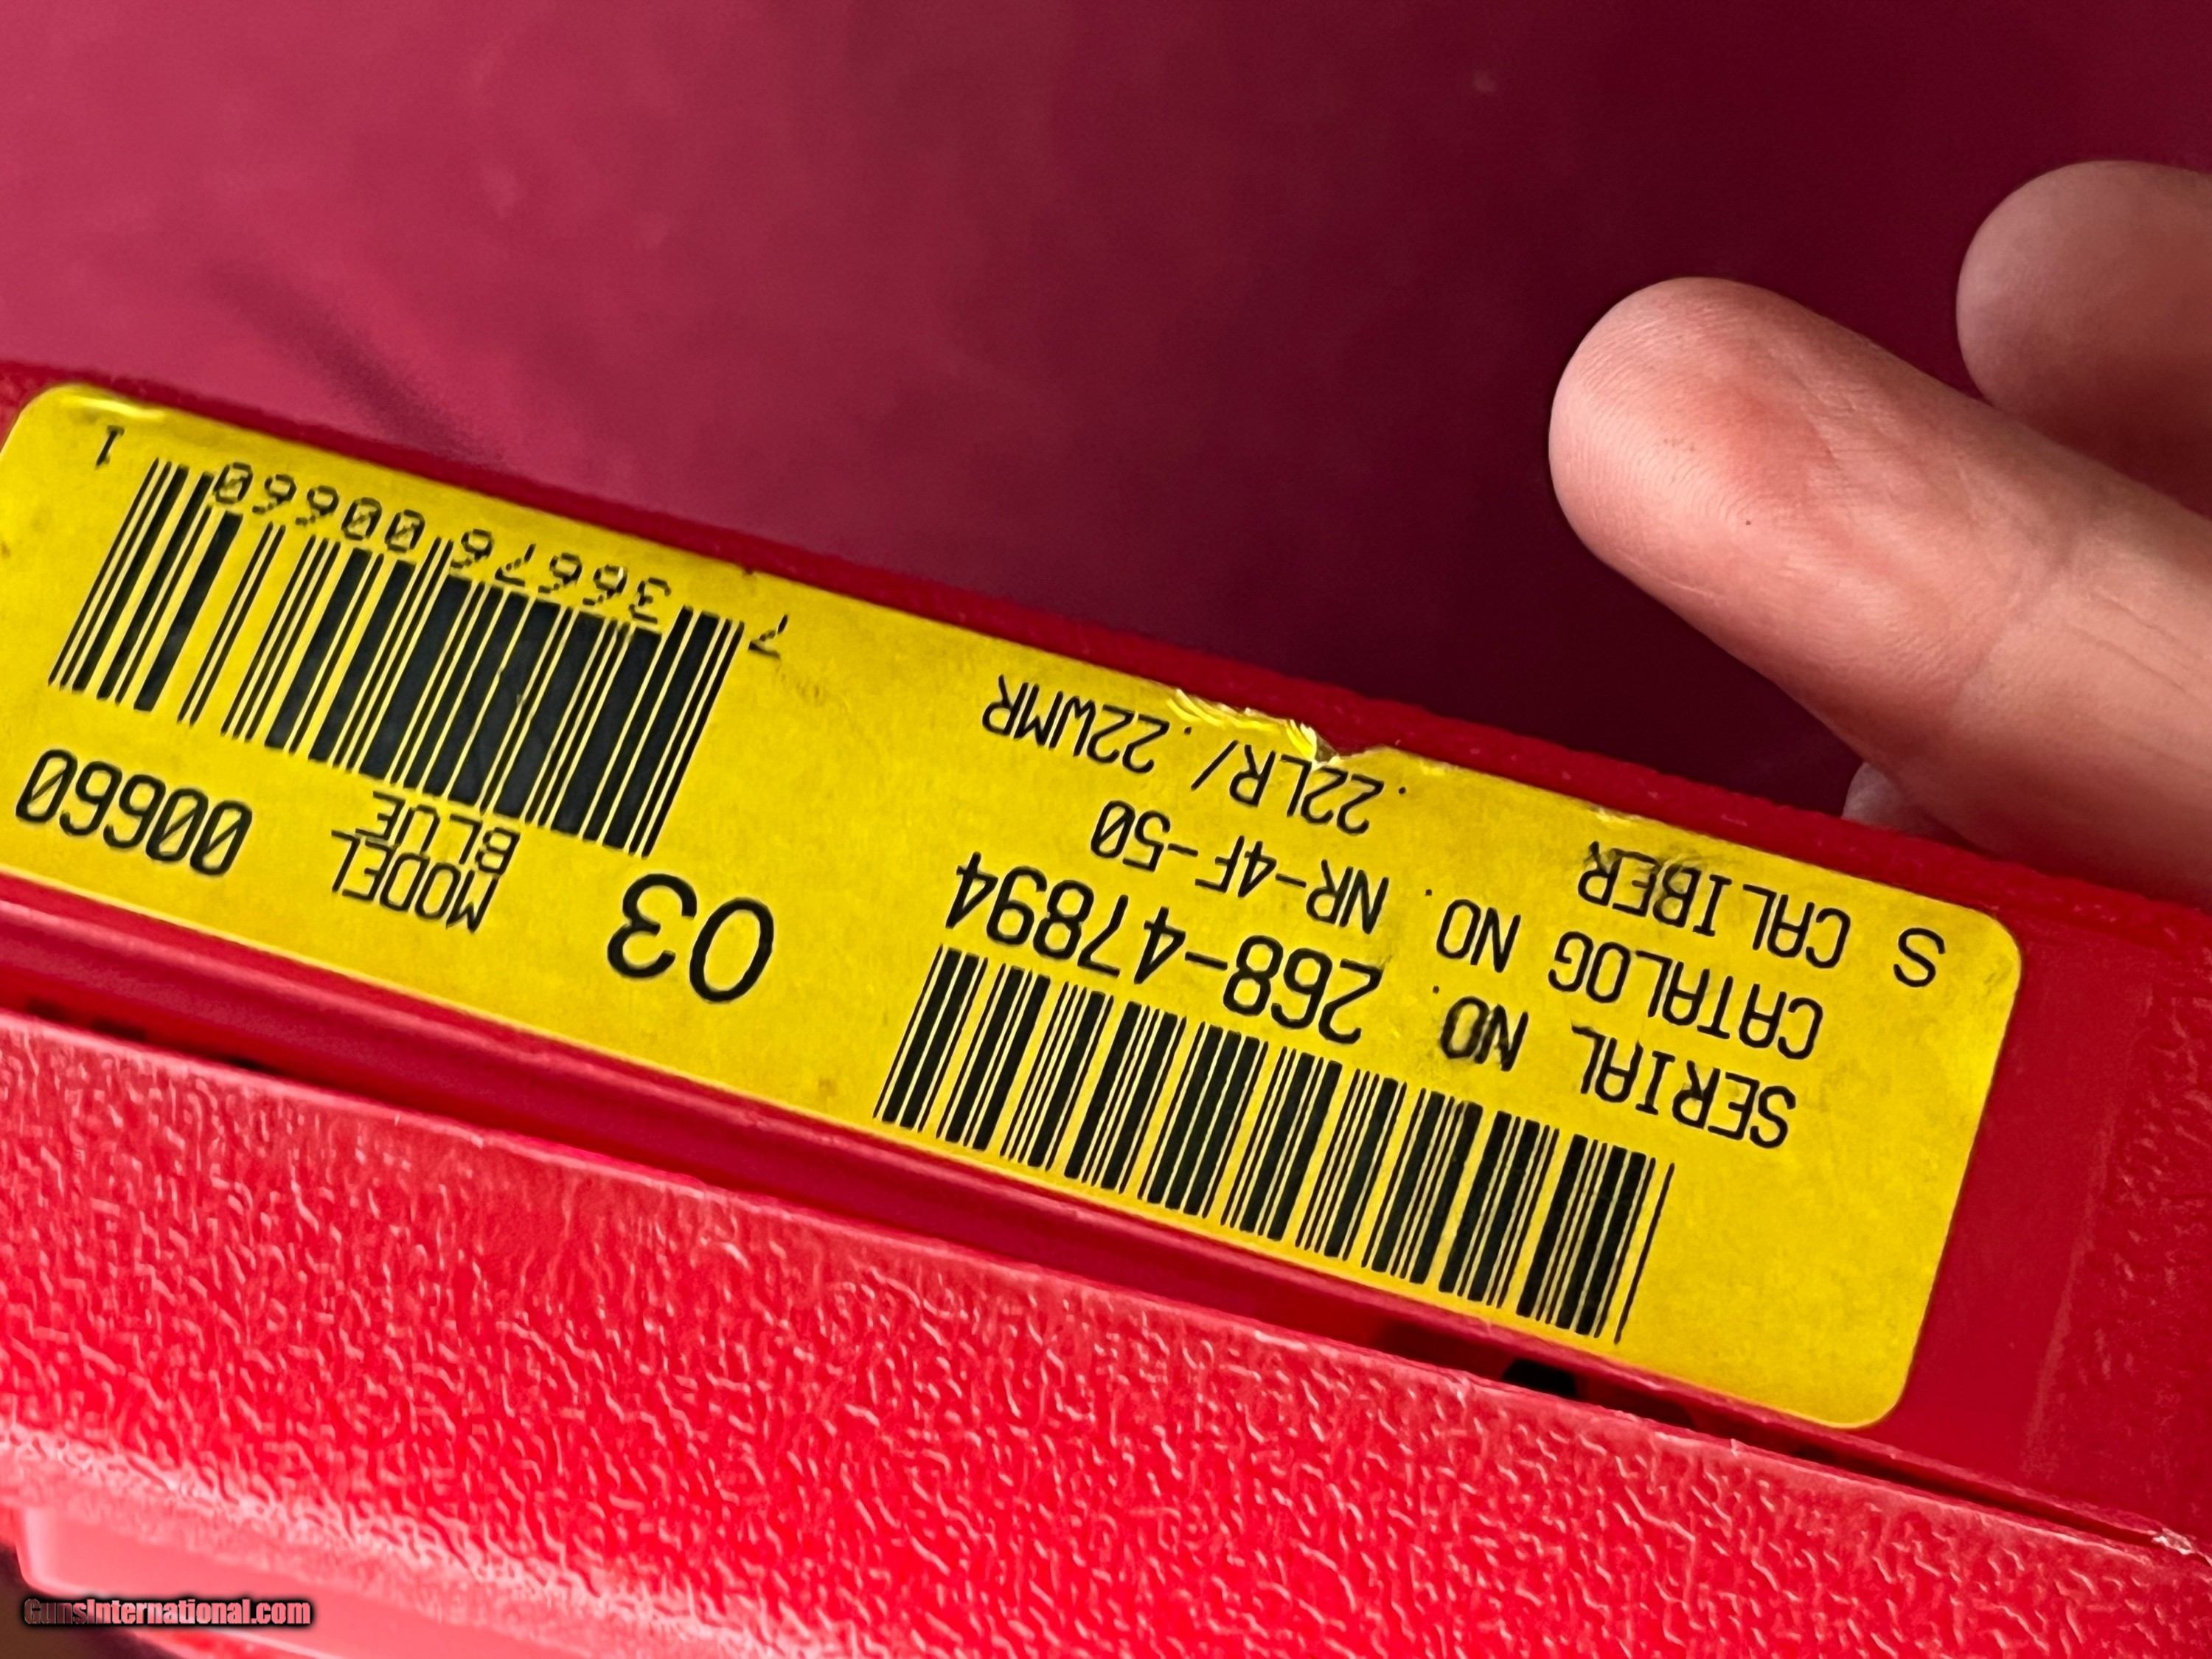 SERIAL NO. 268-47894
CATALOG NO. NR-4F-50
S CALIBER .22LR/.22WMR
03
MODEL 00660
BLUE
7 36676 00660 1
GunsInternational.com